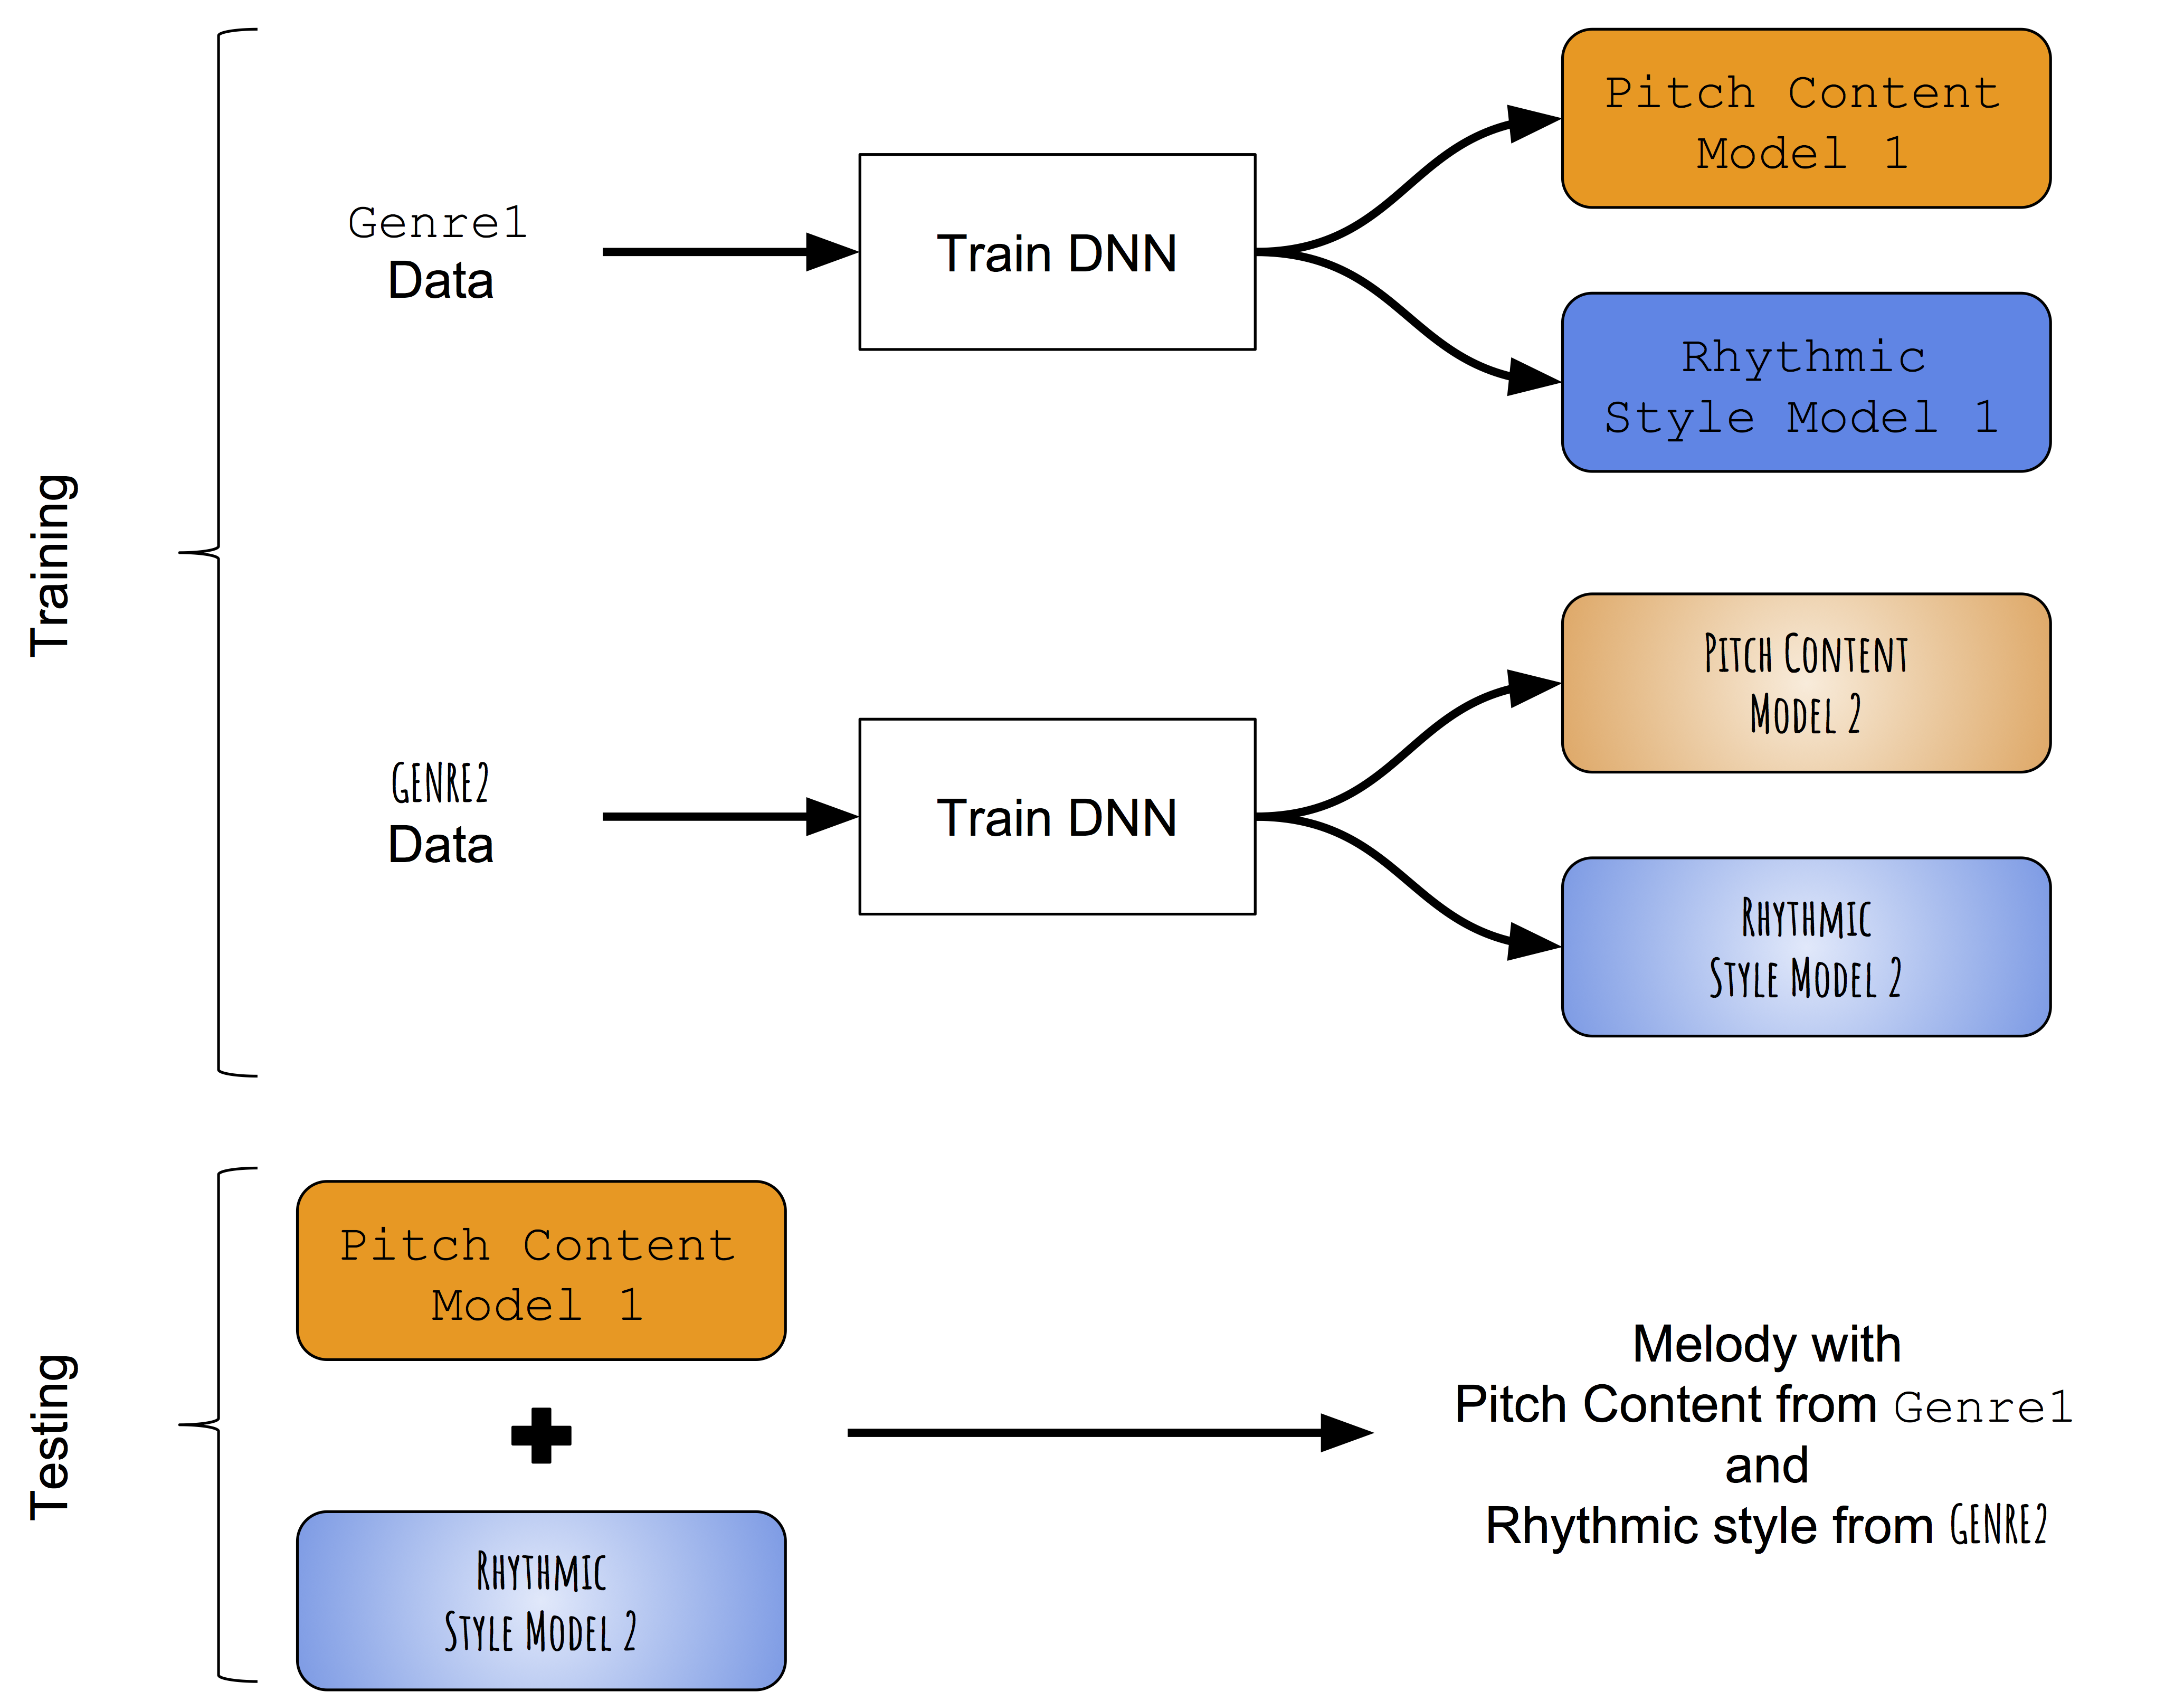 Training
Genre1
Data
Train DNN
Pitch Content
Model 1
Rhythmic
Style Model 1
GENRE2
Data
Train DNN
PITCH CONTENT
MODEL 2
RHYTHMIC
STYLE MODEL 2
Testing
Pitch Content
Model 1
RHYTHMIC
STYLE MODEL 2
Melody with
Pitch Content from Genre1
and
Rhythmic style from GENRE2